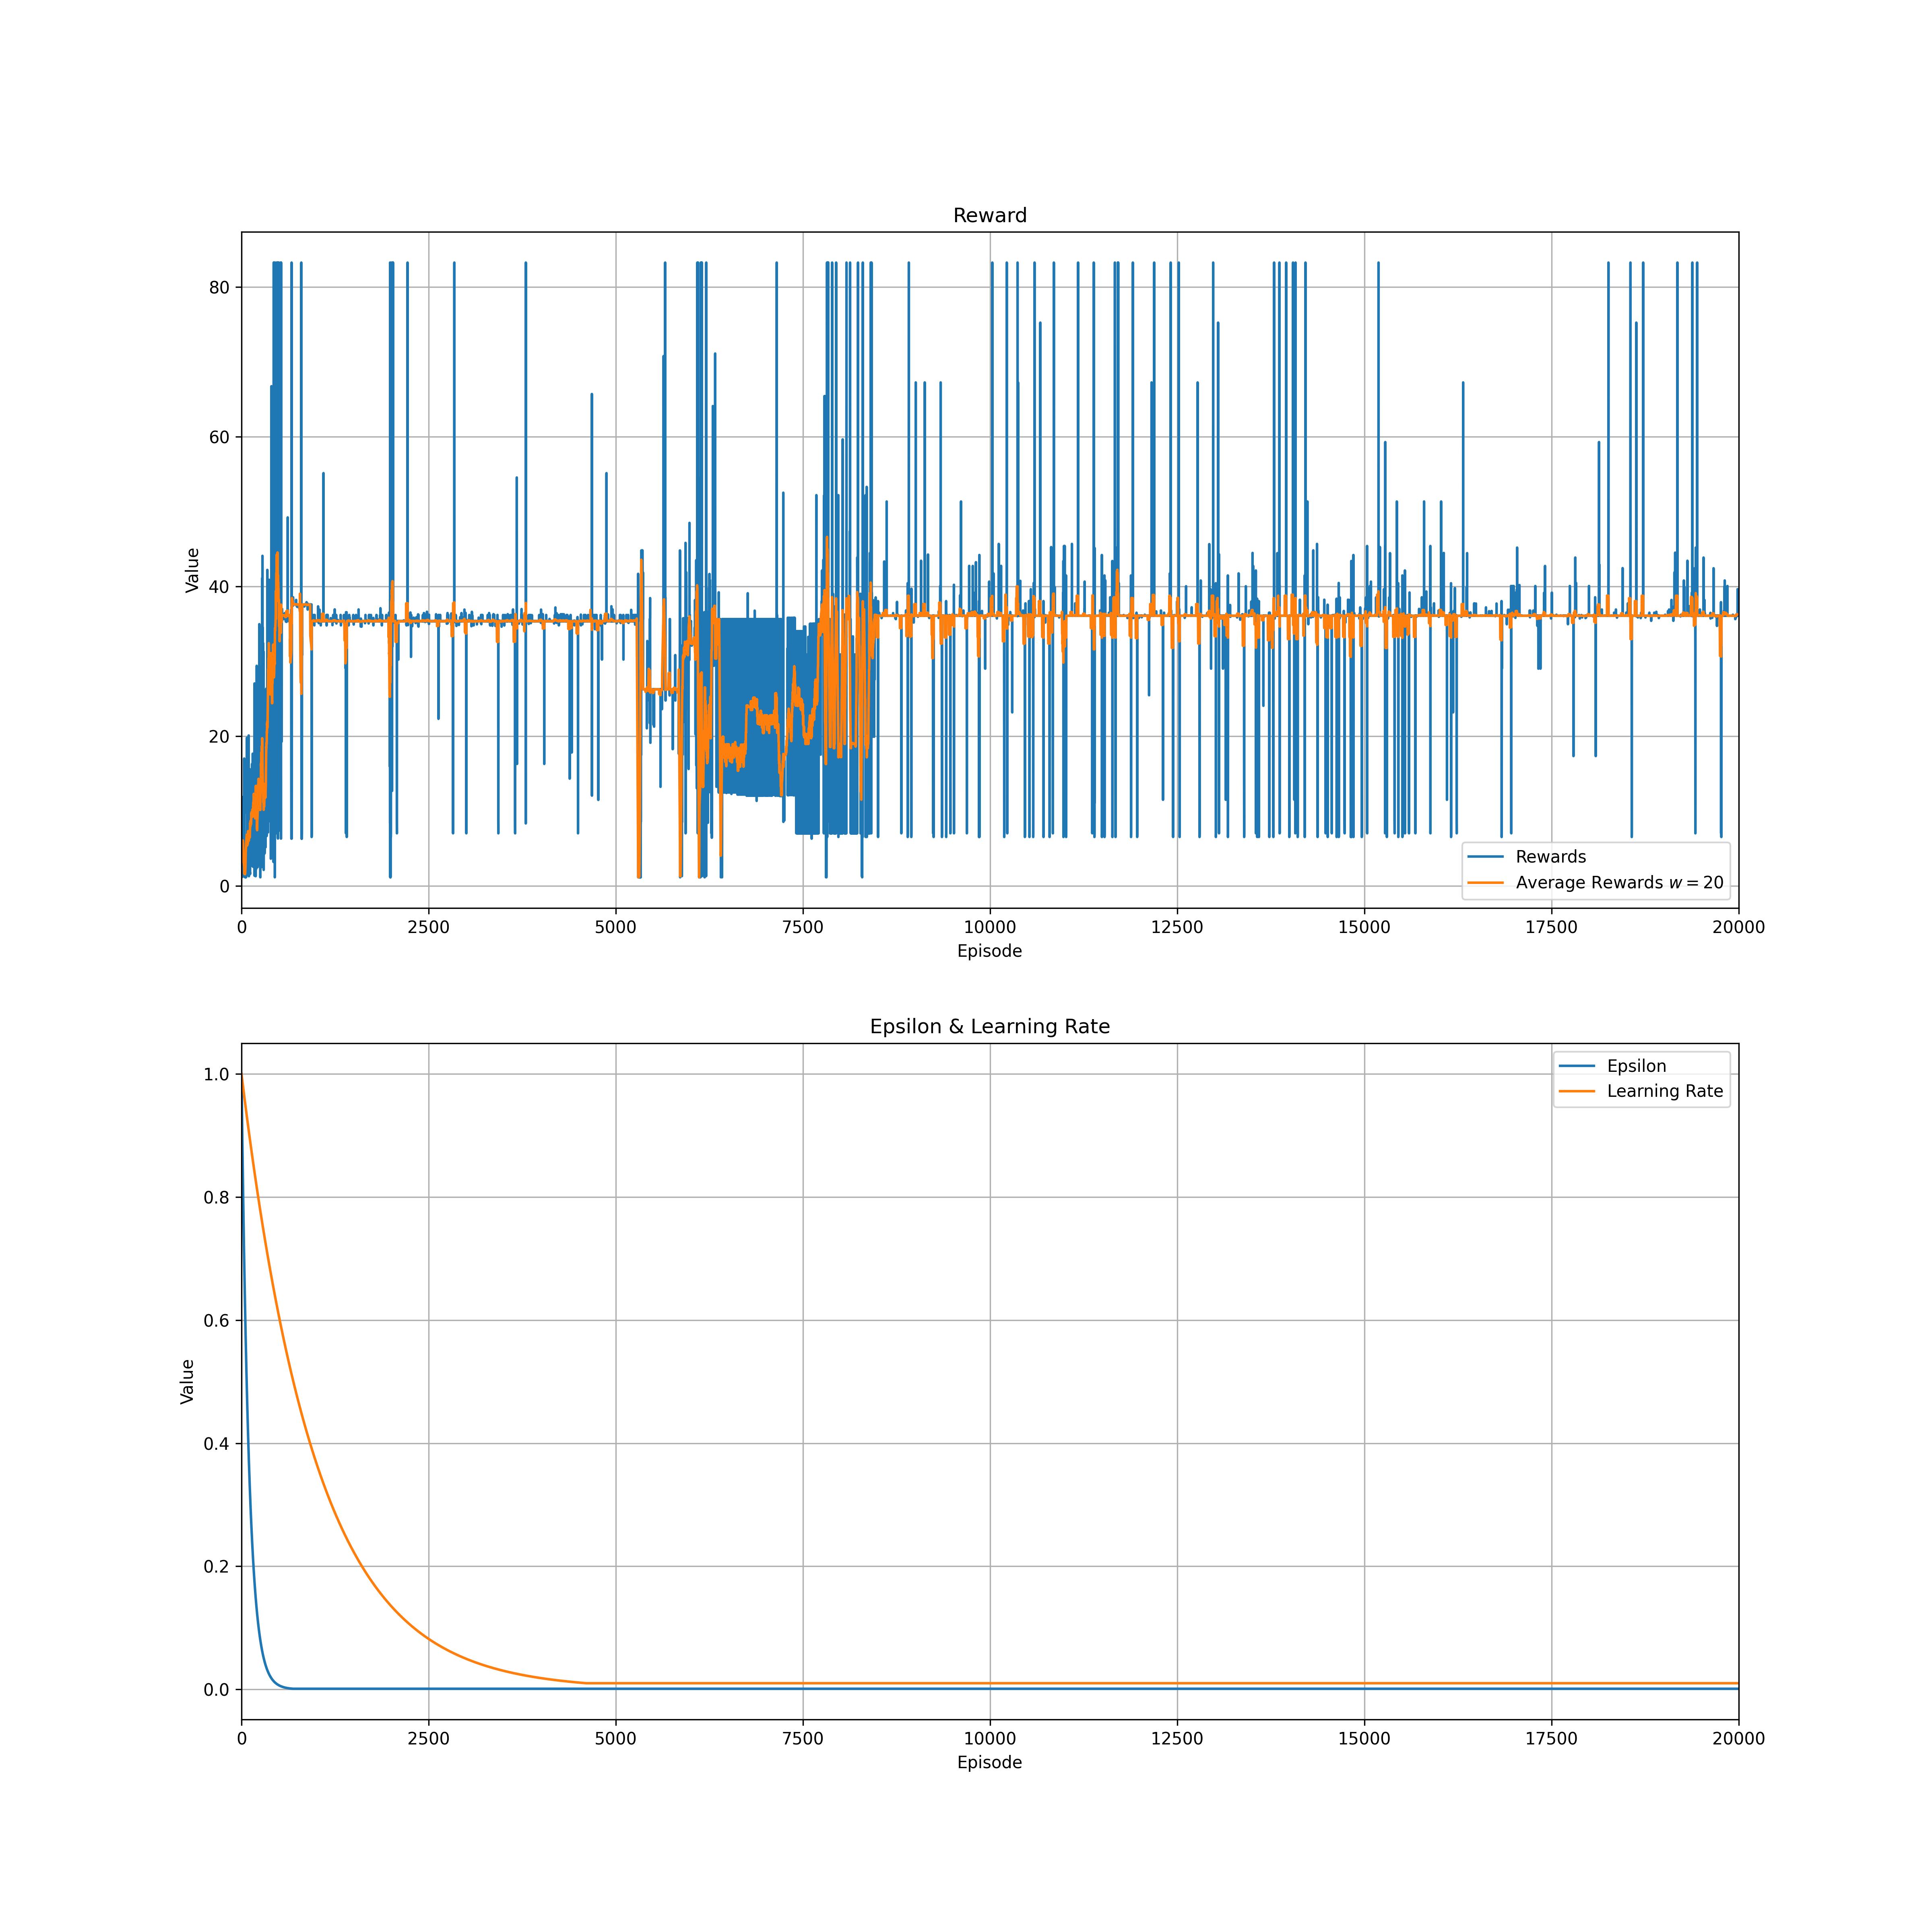 Reward
Value
80
60
40
20
0
Rewards
Average Rewards w = 20
0 2500 5000 7500 10000 12500 15000 17500 20000
Episode
Epsilon & Learning Rate
Value
1.0
0.8
0.6
0.4
0.2
0.0
Epsilon
Learning Rate
0 2500 5000 7500 10000 12500 15000 17500 20000
Episode